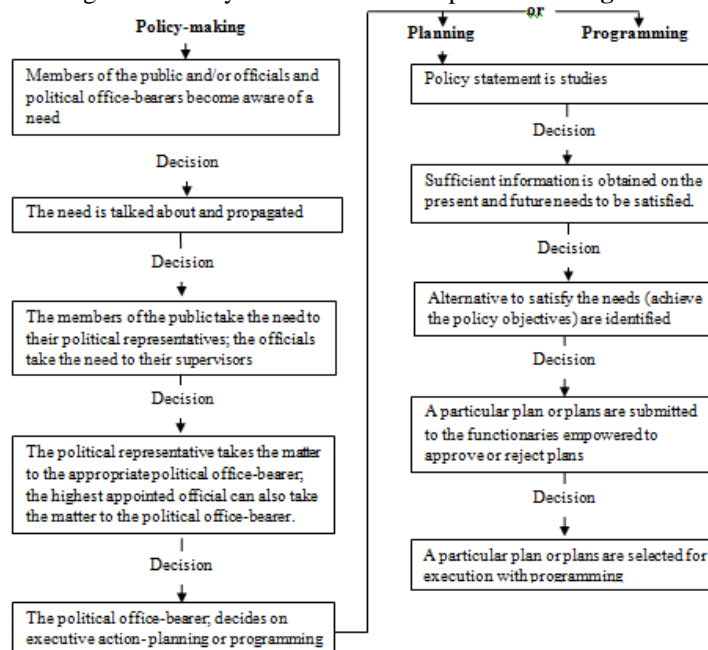 or
Policy-making
Members of the public and/or officials and
political office-bearers become aware of a
need
Decision
The need is talked about and propagated
Decision
The members of the public take the need to
their political representatives; the officials
take the need to their supervisors
Decision
The political representative takes the matter
to the appropriate political office-bearer;
the highest appointed official can also take
the matter to the political office-bearer.
Decision
The political office-bearer; decides on
executive action- planning or programming
Planning
Programming
Policy statement is studies
Decision
Sufficient information is obtained on the
present and future needs to be satisfied.
Decision
Alternative to satisfy the needs (achieve
the policy objectives) are identified
Decision
A particular plan or plans are submitted
to the functionaries empowered to
approve or reject plans
Decision
A particular plan or plans are selected for
execution with programming